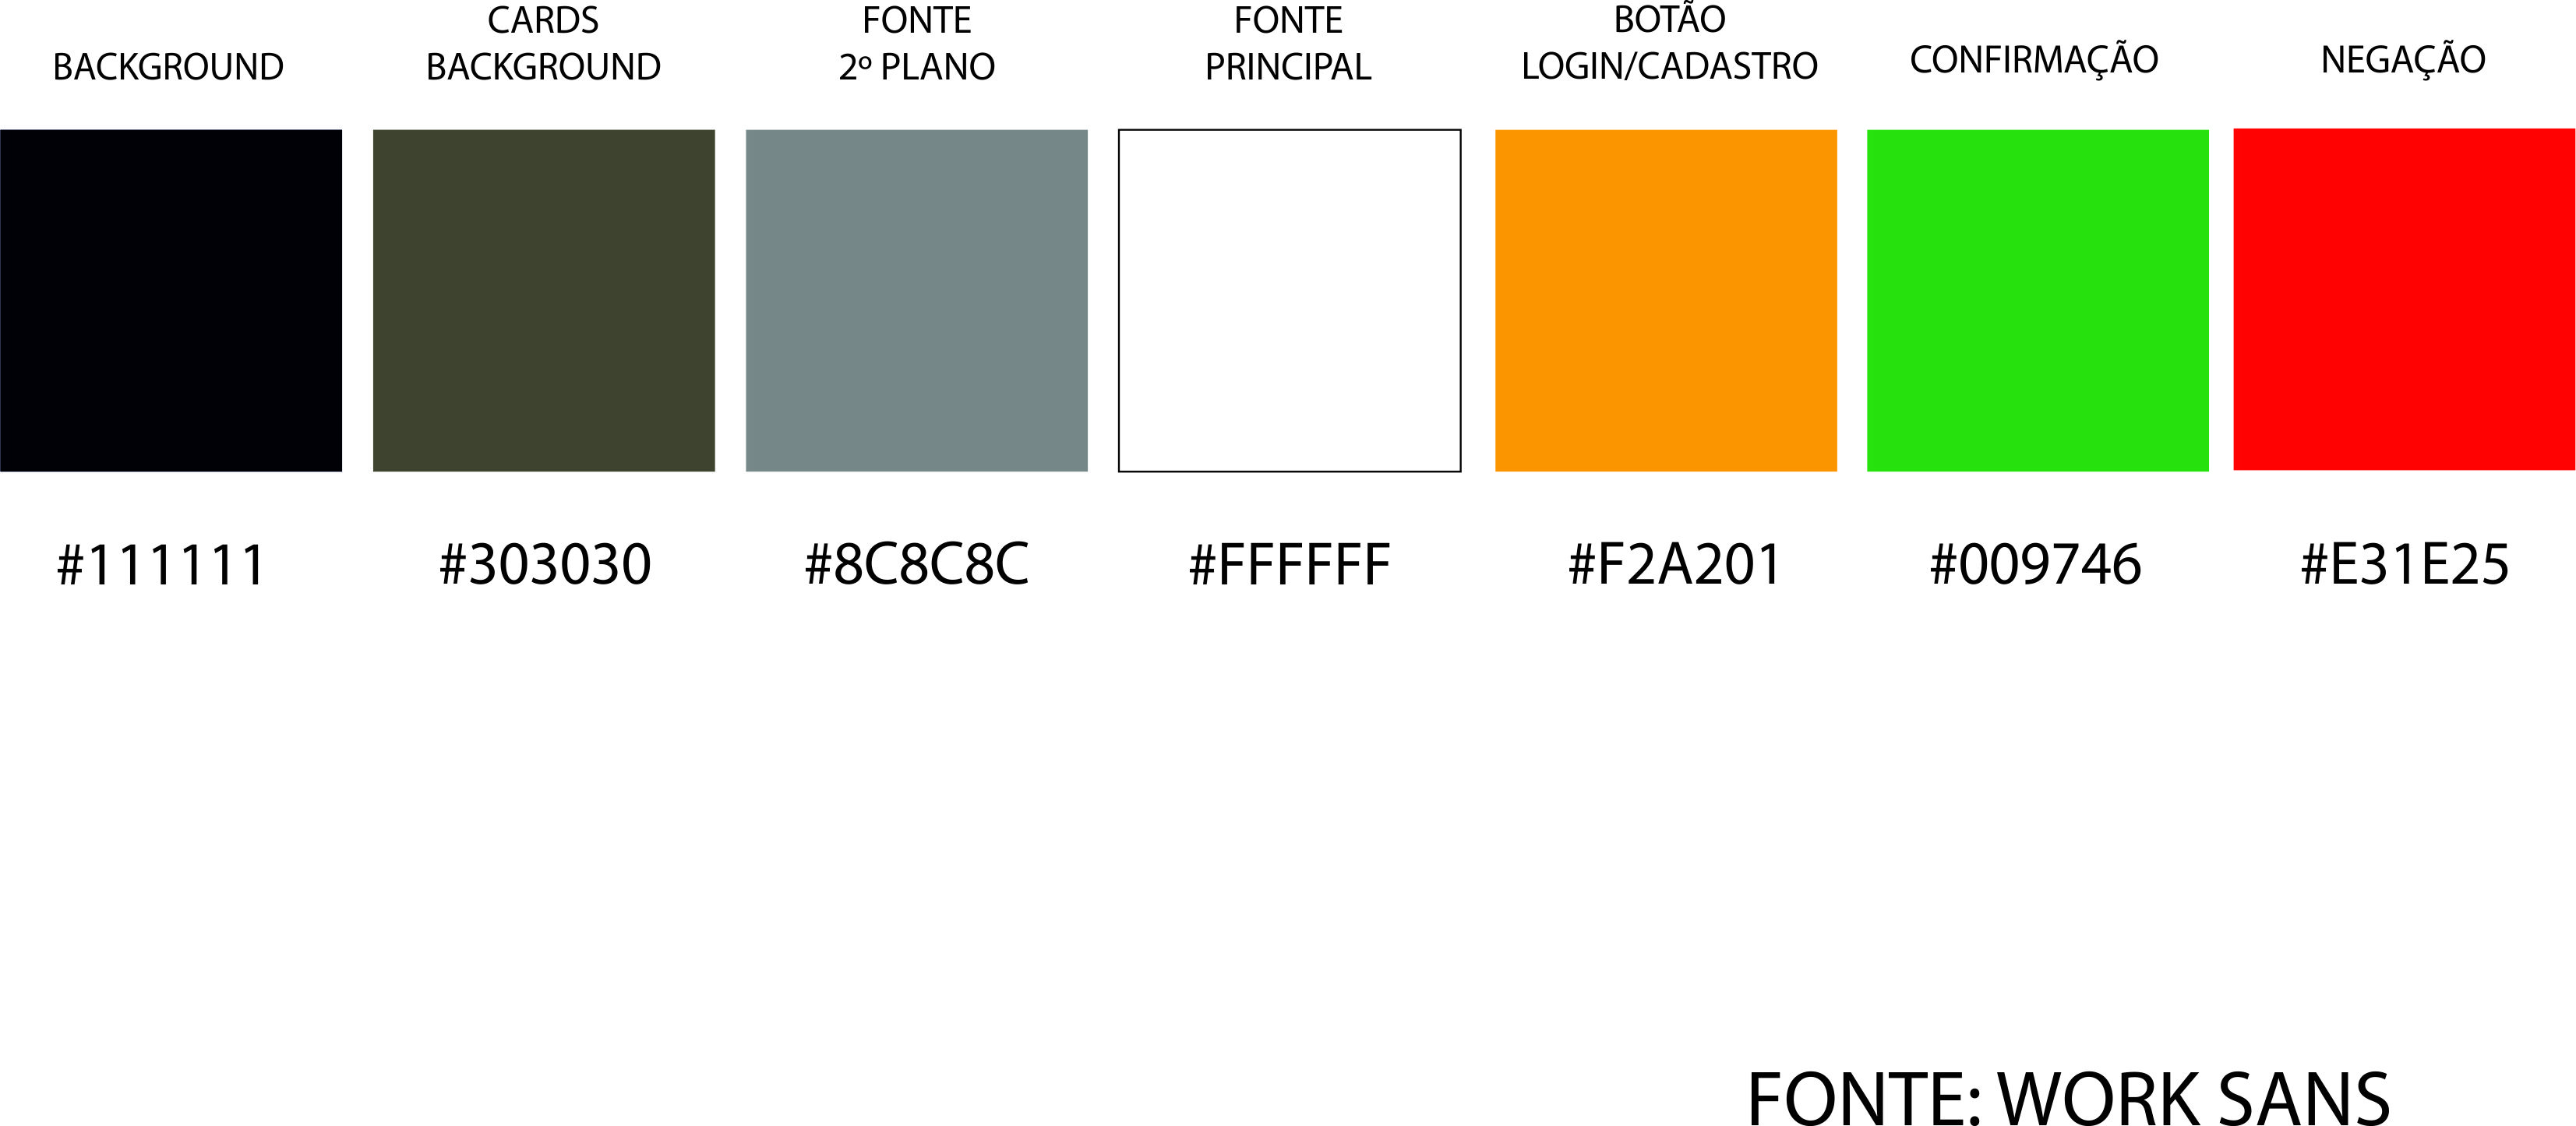 BACKGROUND
CARDS
BACKGROUND
FONTE
2º PLANO
FONTE
PRINCIPAL
BOTÃO
LOGIN/CADASTRO
CONFIRMAÇÃO
NEGAÇÃO
#111111
#303030
#8C8C8C
#FFFFFF
#F2A201
#009746
#E31E25
FONTE: WORK SANS